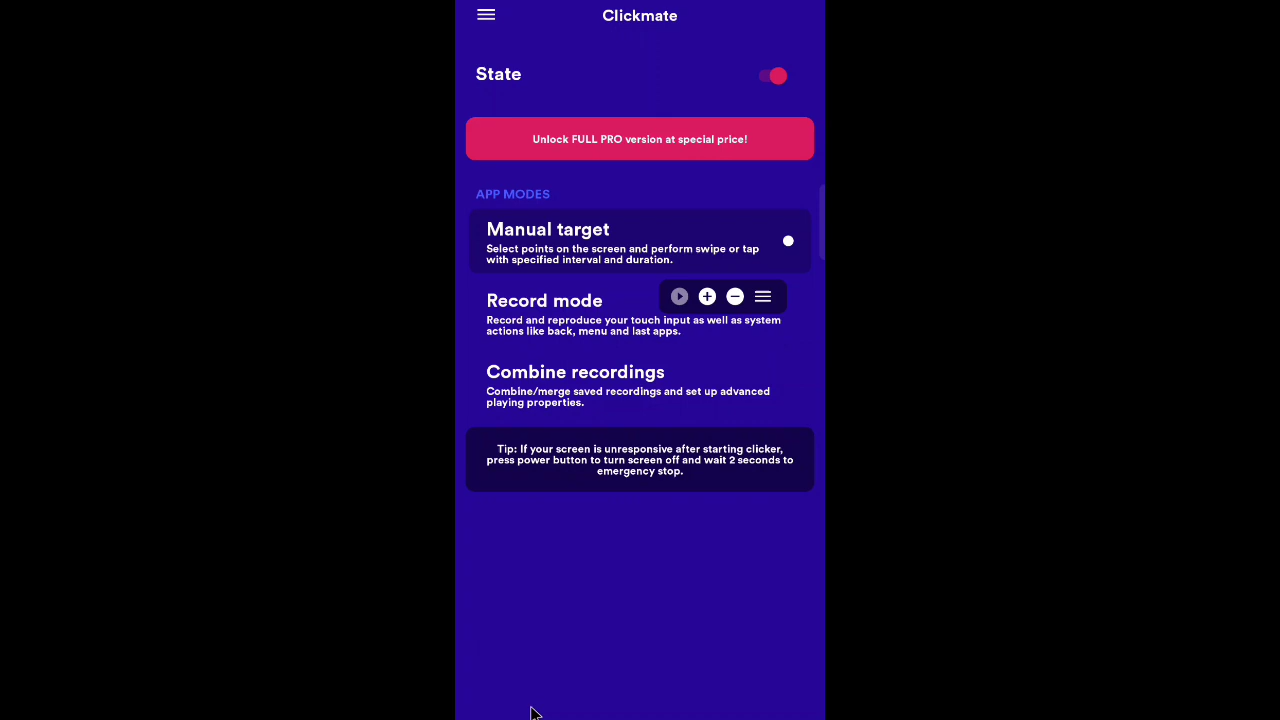 Clickmate
State
Unlock FULL PRO version at special price!
APP MODES
Manual target
Select points on the screen and perform swipe or tap
with specified interval and duration.
Record mode
Record and reproduce your touch input as well as system
actions like back, menu and last apps.
Combine recordings
Combine/merge saved recordings and set up advanced
playing properties.
Tip: If your screen is unresponsive after starting clicker,
press power button to turn screen off and wait 2 seconds to
emergency stop.